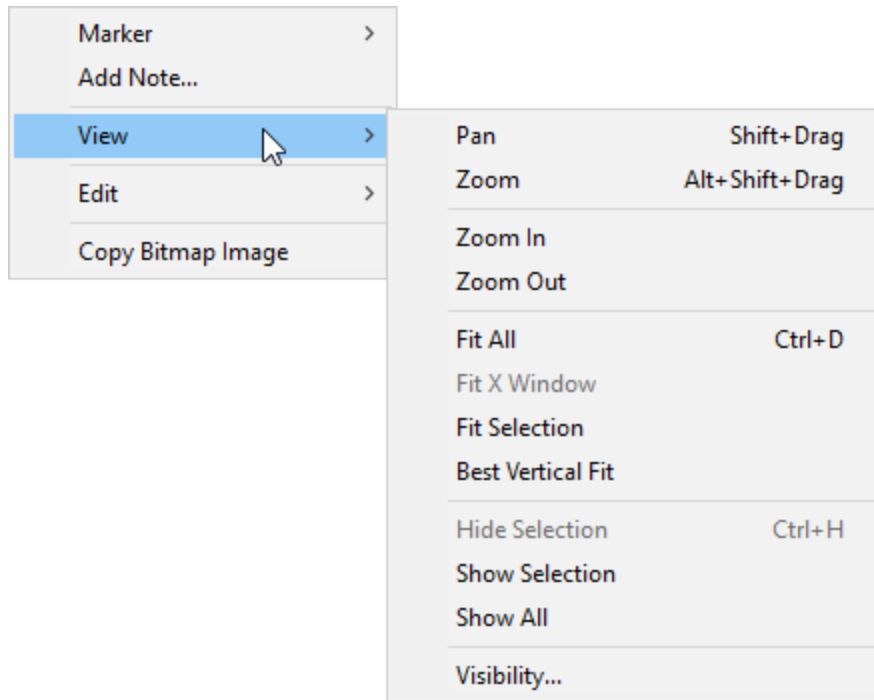 Marker
Add Note...
View
Edit
Copy Bitmap Image
Pan Shift+Drag
Zoom Alt+Shift+Drag
Zoom In
Zoom Out
Fit All Ctrl+D
Fit X Window
Fit Selection
Best Vertical Fit
Hide Selection Ctrl+H
Show Selection
Show All
Visibility...